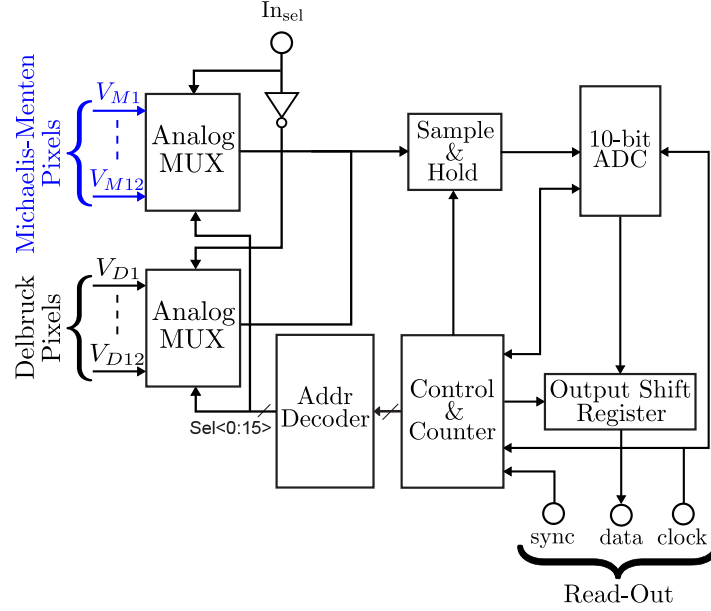 In_sel
Michaelis-Menten
Pixels
V_M1
V_M12
Analog
MUX
Sample
&
Hold
10-bit
ADC
Delbruck
Pixels
V_D1
V_D12
Analog
MUX
Sel<0:15>
Addr
Decoder
Control
&
Counter
Output Shift
Register
sync
data
clock
Read-Out